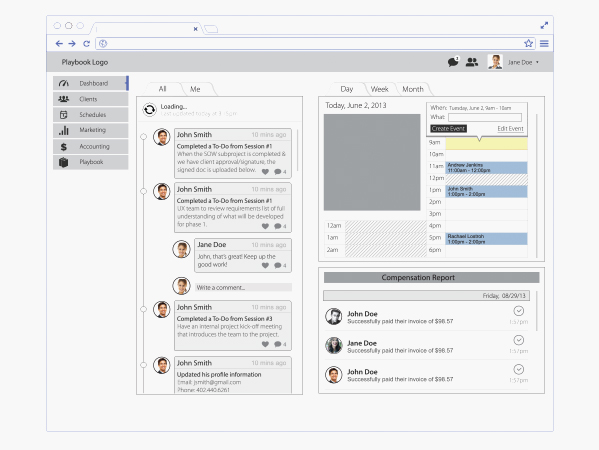 Playbook Logo
1
Jane Doe
Dashboard
Clients
Schedules
Marketing
Accounting
Playbook
All
Me
Loading...
John Smith
10 mins ago
Completed a To-Do from Session #1
When the SOW subproject is completed &
we have client approval/signature, the
signed doc is uploaded below.
4
John Smith
10 mins ago
Completed a To-Do from Session #1
UX team to review requirements list of full
understanding of what will be developed
for phase 1.
4
Jane Doe
10 mins ago
John, that's great! Keep up the
good work!
4
Write a comment...
John Smith
10 mins ago
Completed a To-Do from Session #3
Have an internal project kick-off meeting
that introduces the team to the project.
4
John Smith
10 mins ago
Updated his profile information
Email: jsmith@gmail.com
Phone: 402.440.6261
Day
Week
Month
Today, June 2, 2013
When: Tuesday, June 2, 9am - 10am
What:
Create Event
Edit Event
9am
10am
11am
Andrew Jenkins
11:00am - 12:00pm
12pm
1pm
John Smith
1:00pm - 2:00pm
2pm
3pm
12am
4pm
1am
5pm
Rachael Loatroh
1:00pm - 2:00pm
2am
6pm
Compensation Report
Friday, 08/29/13
John Doe
Successfully paid their invoice of $98.57
1:57pm
Jane Doe
Successfully paid their invoice of $98.57
1:57pm
John Doe
Successfully paid their invoice of $98.57
1:57pm